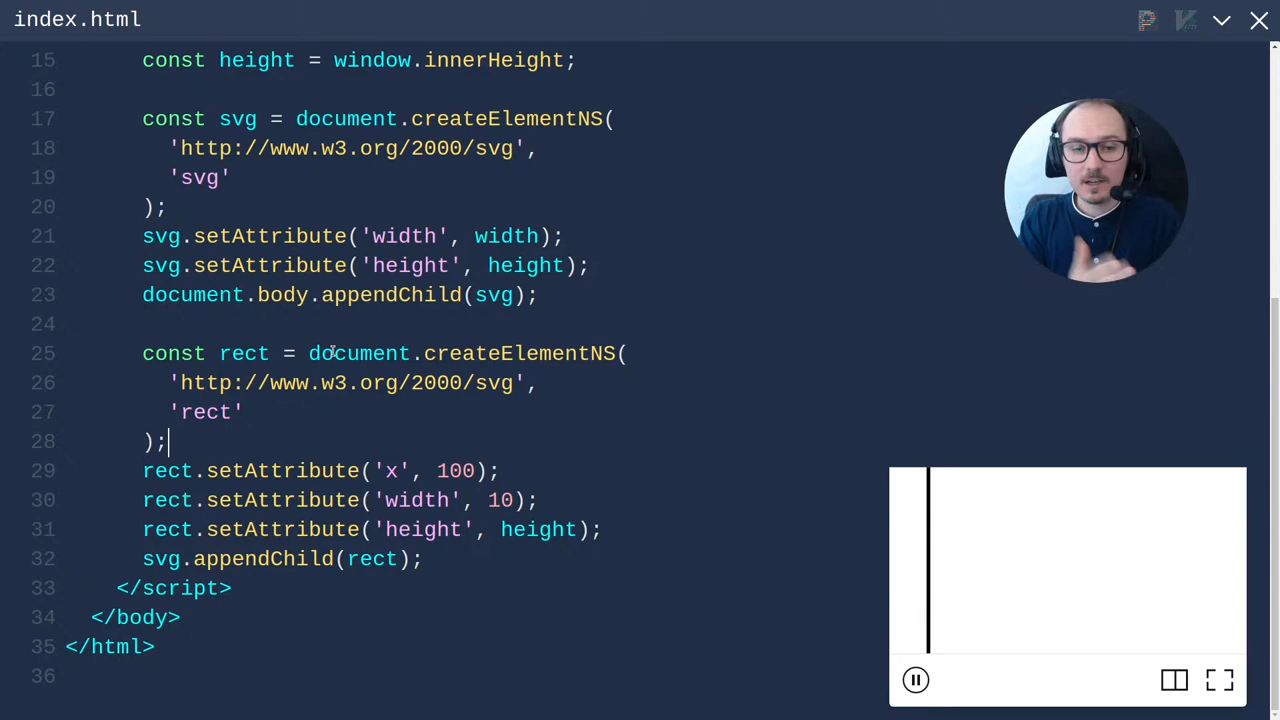 index.html
15 const height = window.innerHeight;
16
17 const svg = document.createElementNS(
18 'http://www.w3.org/2000/svg',
19 'svg'
20 );
21 svg.setAttribute('width', width);
22 svg.setAttribute('height', height);
23 document.body.appendChild(svg);
24
25 const rect = document.createElementNS(
26 'http://www.w3.org/2000/svg',
27 'rect'
28 );
29 rect.setAttribute('x', 100);
30 rect.setAttribute('width', 10);
31 rect.setAttribute('height', height);
32 svg.appendChild(rect);
33 </script>
34 </body>
35 </html>
36